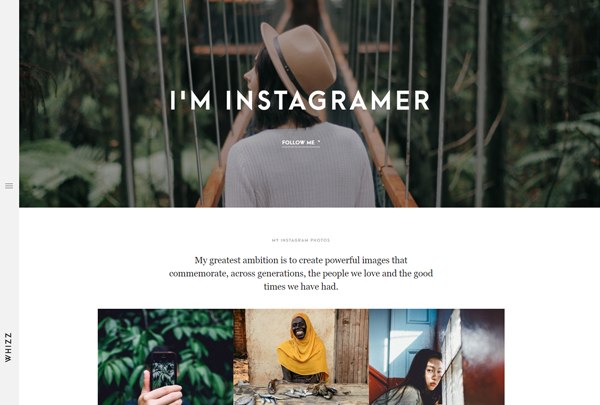 I'M INSTAGRAMER
FOLLOW ME
MY INSTAGRAM PHOTOS
My greatest ambition is to create powerful images that
commemorate, across generations, the people we love and the good
times we have had.
WHIZZ